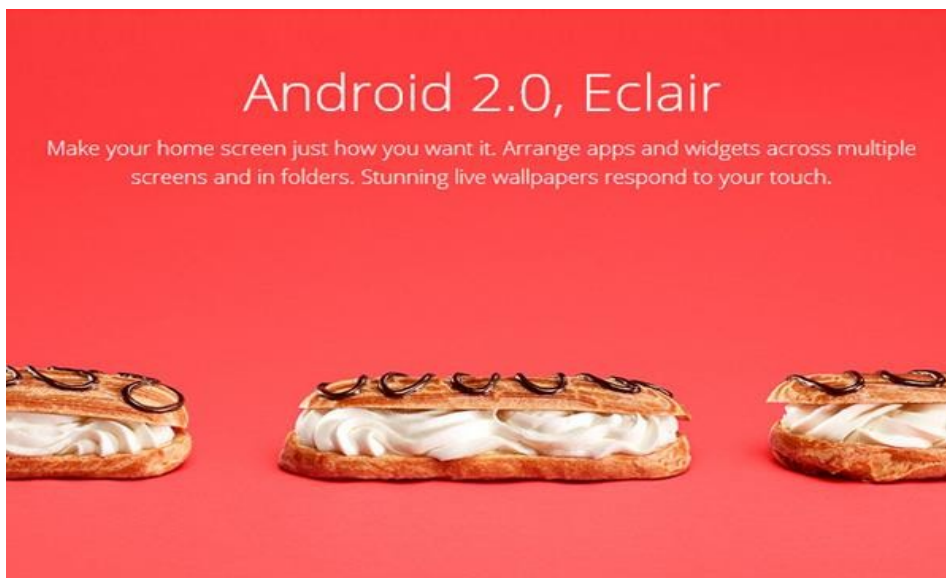 Android 2.0, Eclair
Make your home screen just how you want it. Arrange apps and widgets across multiple
screens and in folders. Stunning live wallpapers respond to your touch.